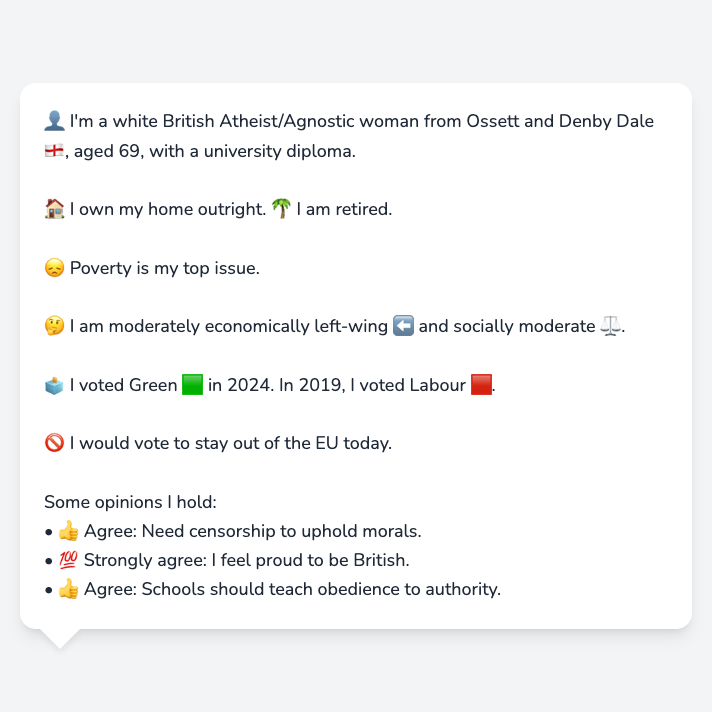 👤 I'm a white British Atheist/Agnostic woman from Ossett and Denby Dale
🏴󠁧󠁢󠁥󠁮󠁧󠁿, aged 69, with a university diploma.
🏠 I own my home outright. 🌴 I am retired.
😞 Poverty is my top issue.
🤔 I am moderately economically left-wing ⬅️ and socially moderate ⚖️.
🗳️ I voted Green 🟩 in 2024. In 2019, I voted Labour 🟥.
🚫 I would vote to stay out of the EU today.
Some opinions I hold:
• 👍 Agree: Need censorship to uphold morals.
• 💯 Strongly agree: I feel proud to be British.
• 👍 Agree: Schools should teach obedience to authority.